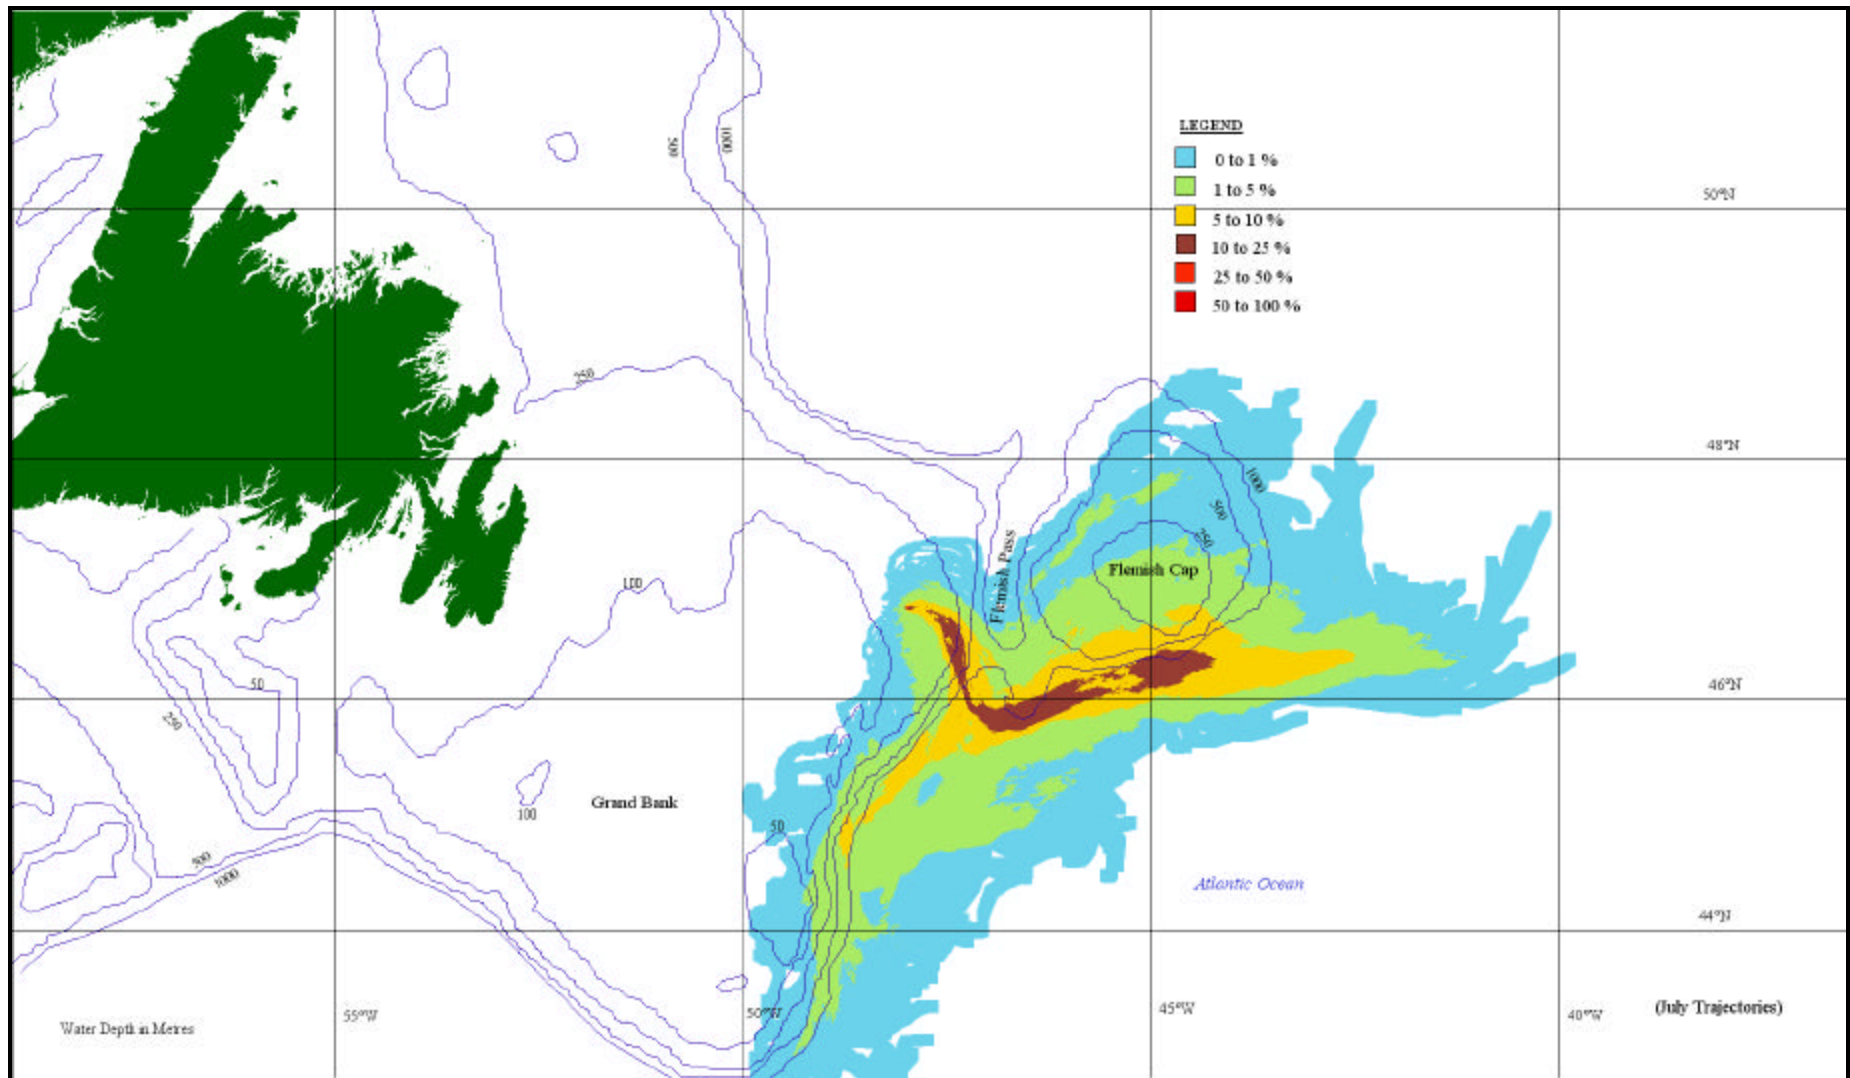 LEGEND
0 to 1 %
1 to 5 %
5 to 10 %
10 to 25 %
25 to 50 %
50 to 100 %
500
1000
50°N
250
48°N
1000
500
250
Flemish Pass
Flemish Cap
100
50
250
46°N
100
Grand Bank
50
500
1000
Atlantic Ocean
44°N
Water Depth in Metres
55°W
50°W
45°W
40°W
(July Trajectories)